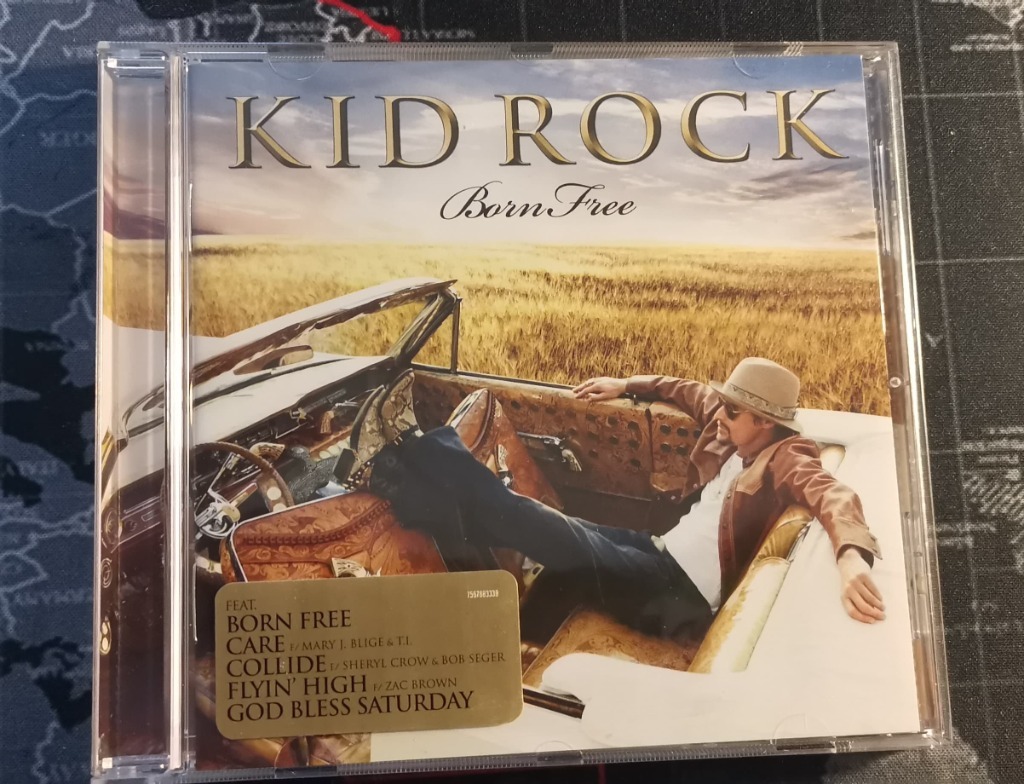 KID ROCK
Born Free
FEAT.
BORN FREE
CARE F/ MARY J. BLIGE & T.I.
COLLIDE F/ SHERYL CROW & BOB SEGER
FLYIN' HIGH F/ ZAC BROWN
GOD BLESS SATURDAY